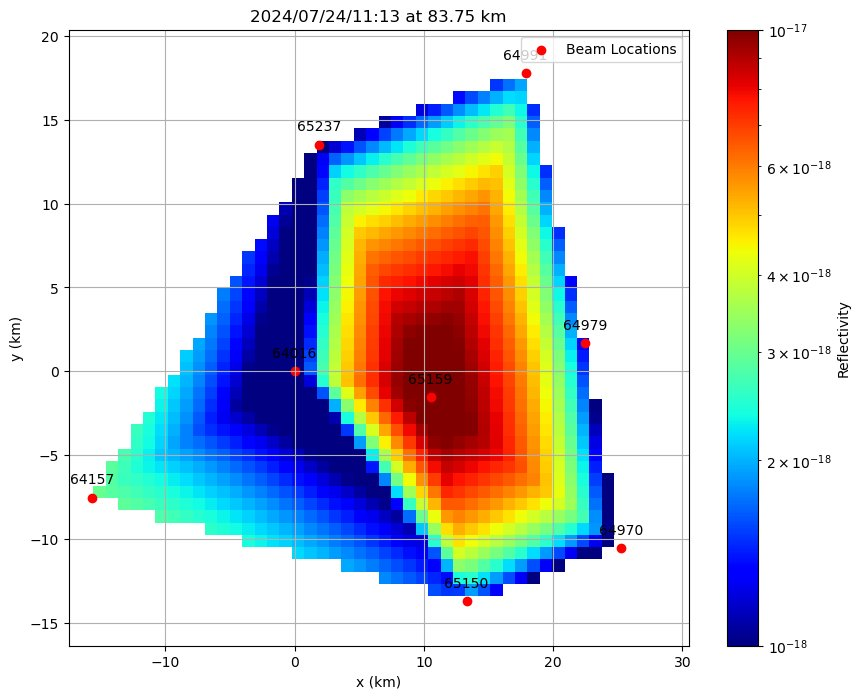 2024/07/24/11:13 at 83.75 km
Beam Locations
64991
65237
64979
64016
65159
64157
64970
65150
20
15
10
5
0
−5
−10
−15
y (km)
−10
0
10
20
30
x (km)
10⁻¹⁷
6 × 10⁻¹⁸
4 × 10⁻¹⁸
3 × 10⁻¹⁸
2 × 10⁻¹⁸
10⁻¹⁸
Reflectivity